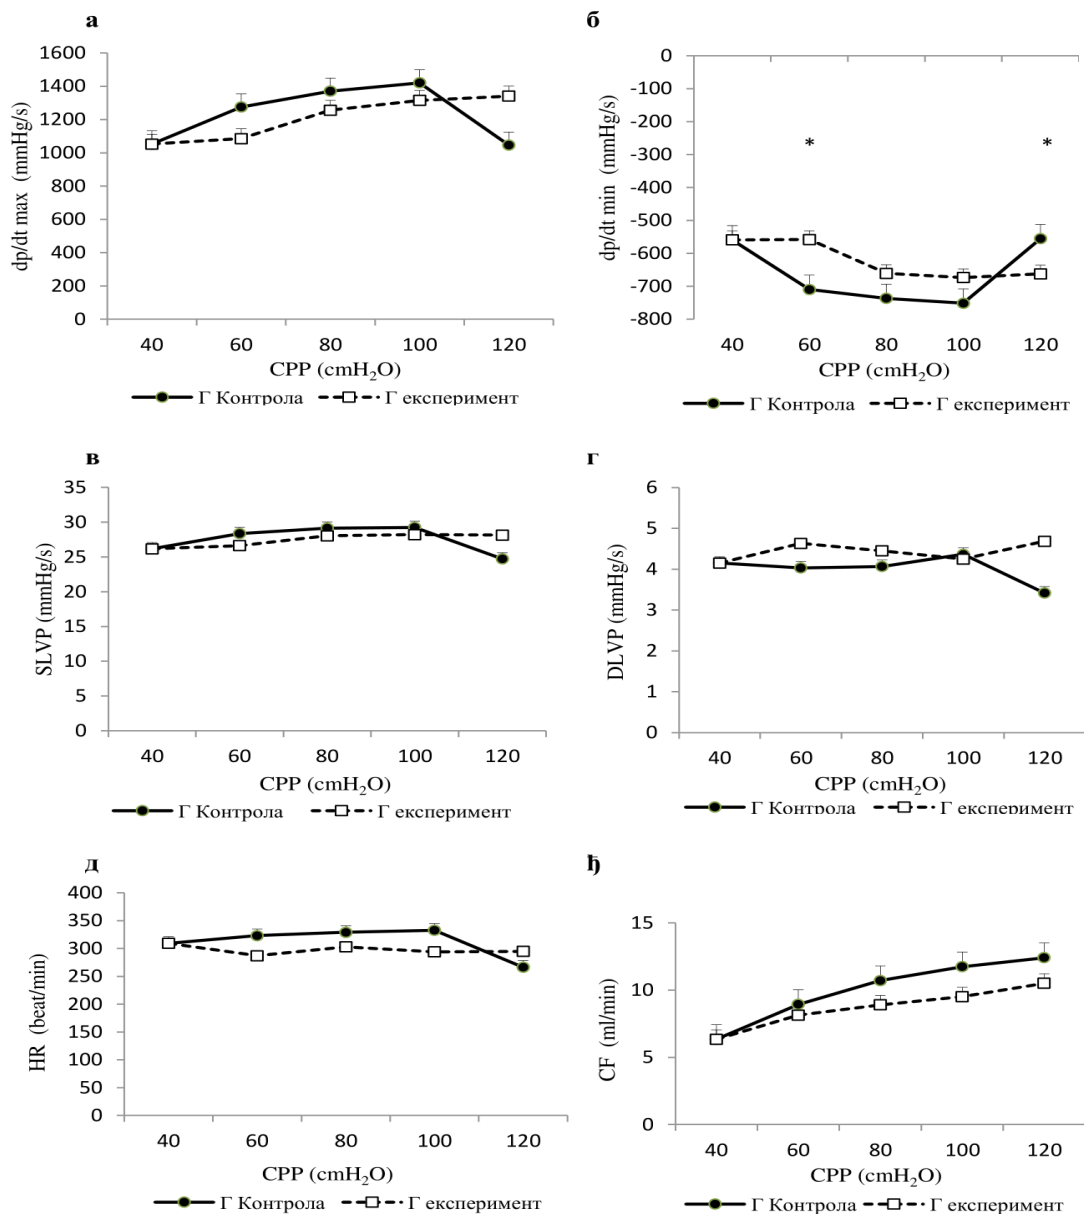 а
dp/dt max (mmHg/s)
1600
1400
1200
1000
800
600
400
200
0
40 60 80 100 120
CPP (cmH₂O)
Г Контрола Г експеримент
б
dp/dt min (mmHg/s)
0
-100
-200
-300
-400
-500
-600
-700
-800
* *
40 60 80 100 120
CPP (cmH₂O)
Г Контрола Г експеримент
в
SLVP (mmHg/s)
35
30
25
20
15
10
5
0
40 60 80 100 120
CPP (cmH₂O)
Г Контрола Г експеримент
г
DLVP (mmHg/s)
6
5
4
3
2
1
0
40 60 80 100 120
CPP (cmH₂O)
Г Контрола Г експеримент
д
HR (beat/min)
400
350
300
250
200
150
100
50
0
40 60 80 100 120
CPP (cmH₂O)
Г Контрола Г експеримент
ђ
CF (ml/min)
15
10
5
0
40 60 80 100 120
CPP (cmH₂O)
Г Контрола Г експеримент